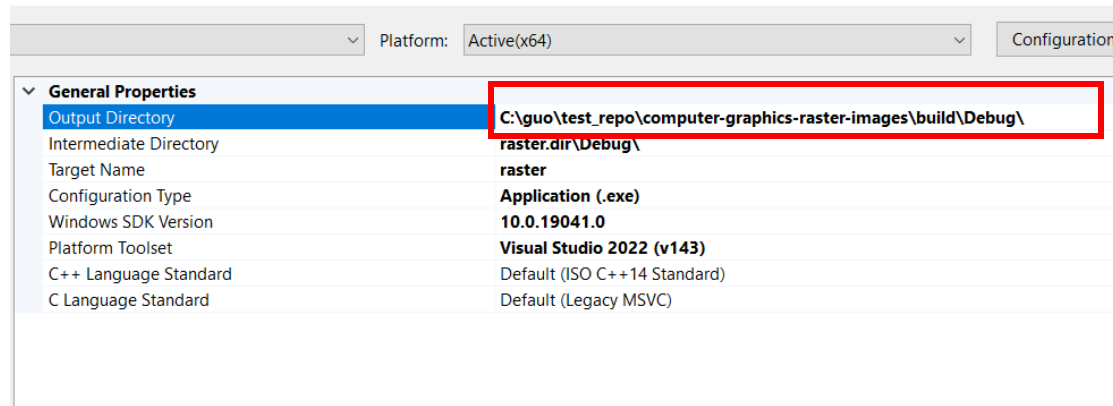 Platform: Active(x64) Configuration
General Properties
Output Directory C:\guo\test_repo\computer-graphics-raster-images\build\Debug\
Intermediate Directory raster.dir\Debug\
Target Name raster
Configuration Type Application (.exe)
Windows SDK Version 10.0.19041.0
Platform Toolset Visual Studio 2022 (v143)
C++ Language Standard Default (ISO C++14 Standard)
C Language Standard Default (Legacy MSVC)